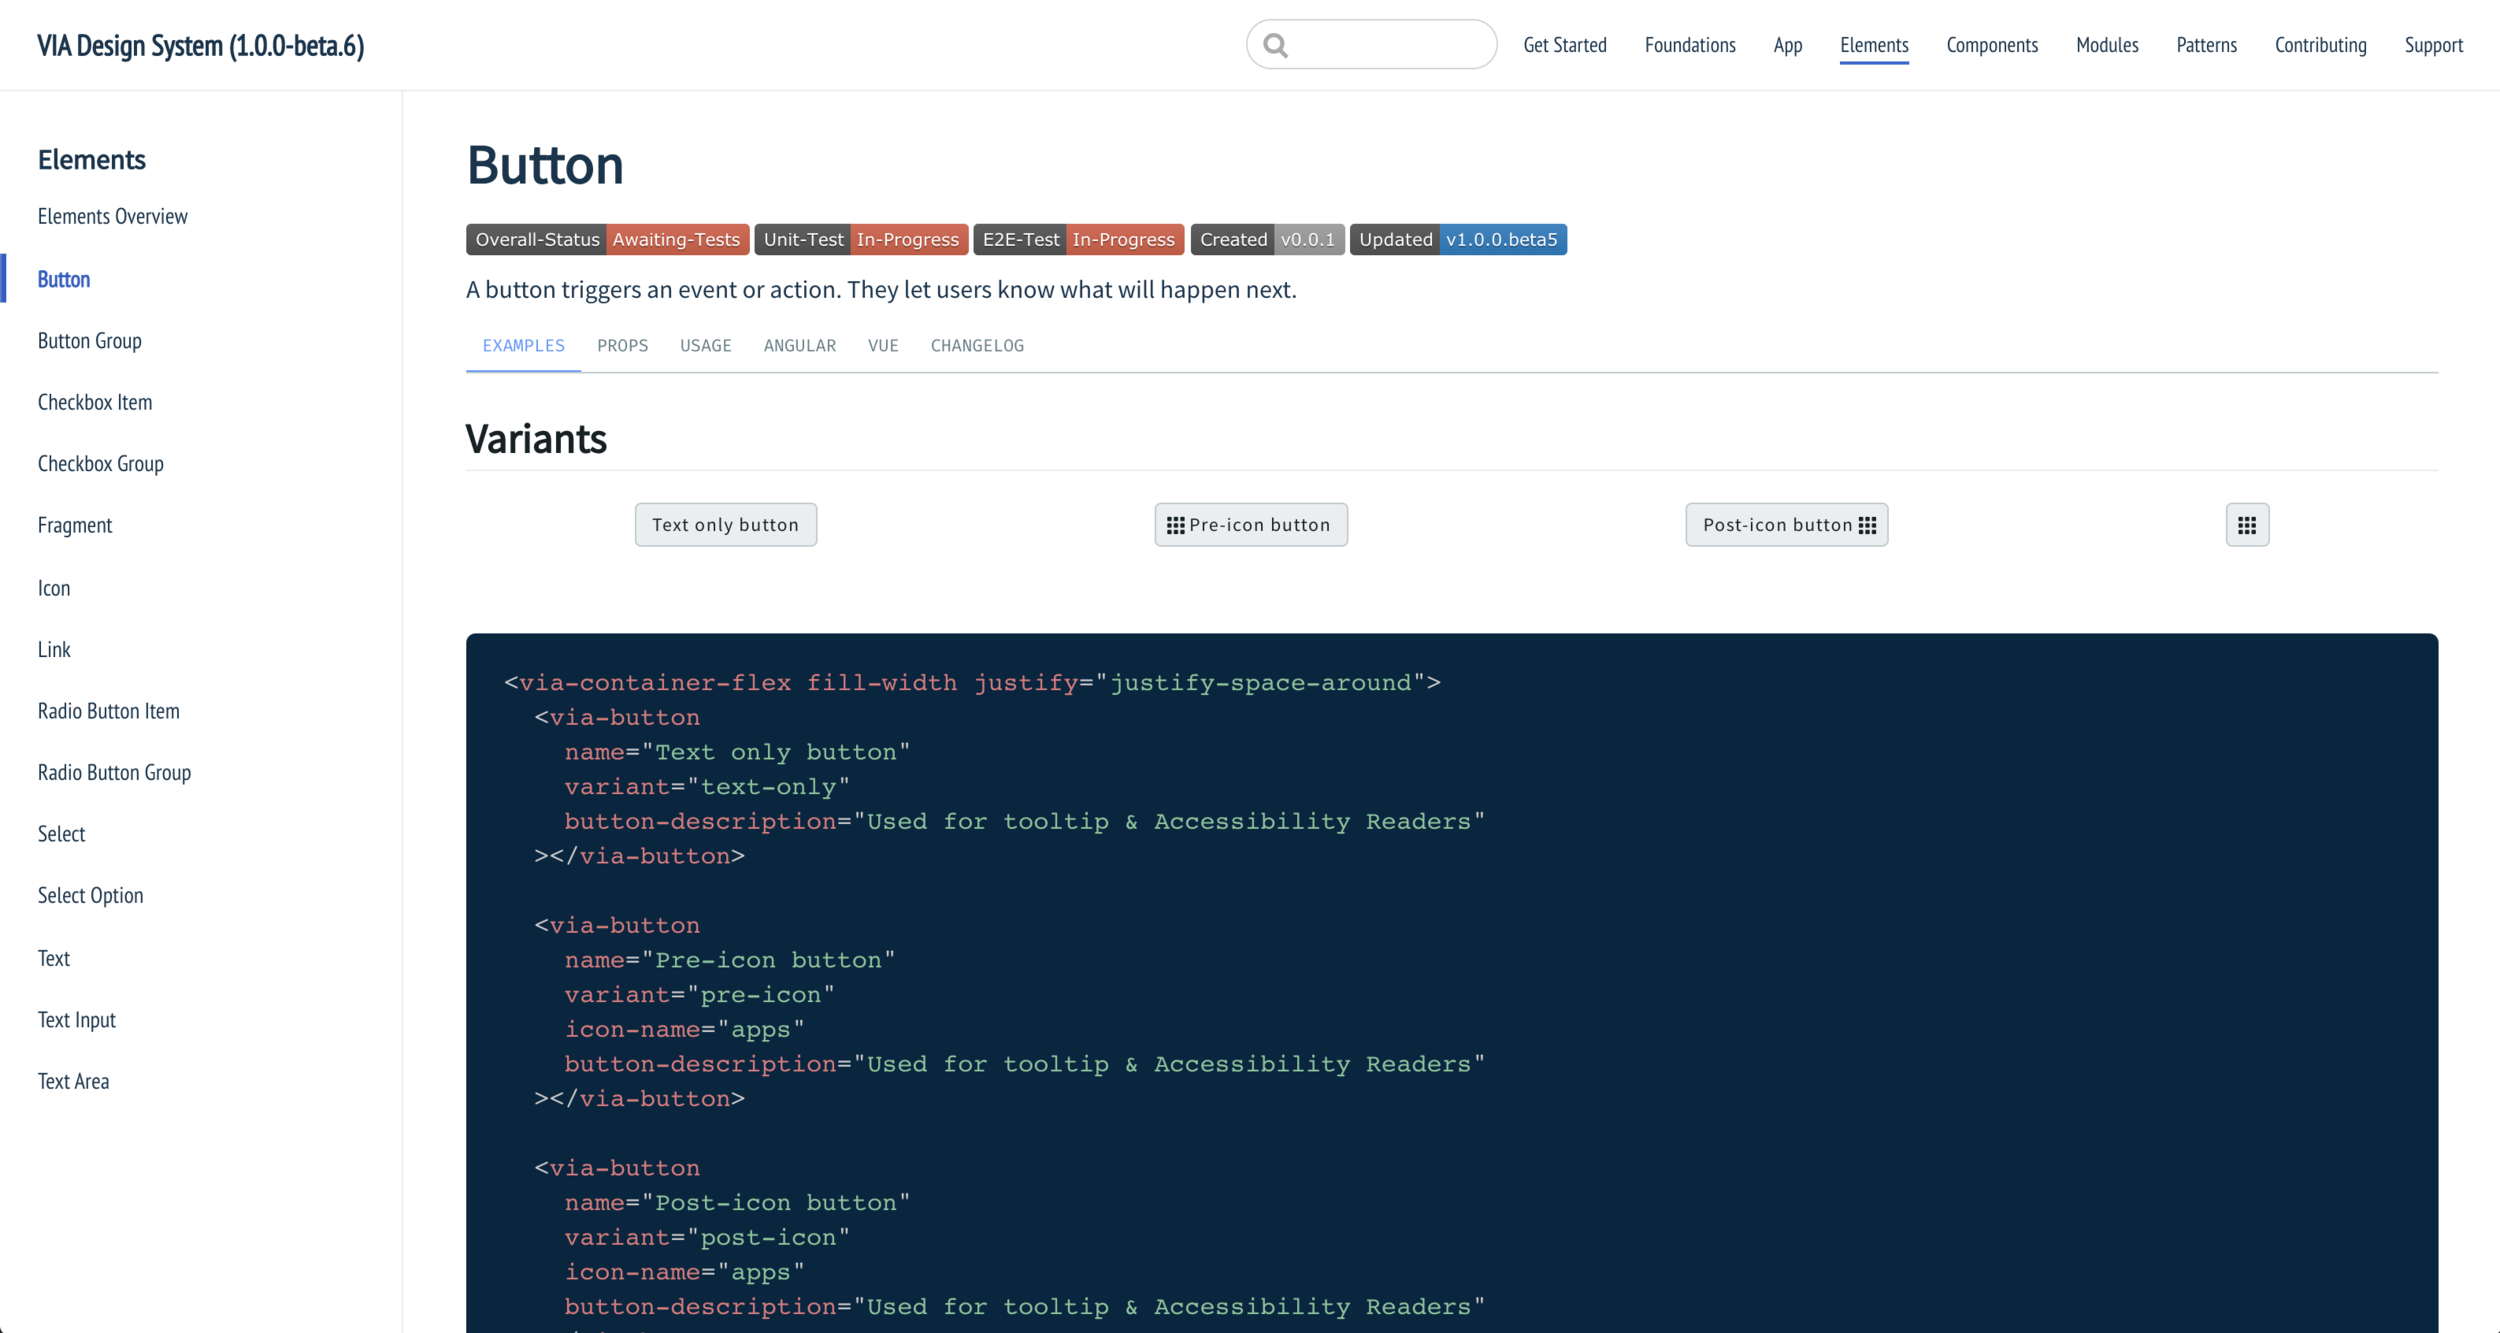 VIA Design System (1.0.0-beta.6)
Get Started Foundations App Elements Components Modules Patterns Contributing Support
Elements
Elements Overview
Button
Button Group
Checkbox Item
Checkbox Group
Fragment
Icon
Link
Radio Button Item
Radio Button Group
Select
Select Option
Text
Text Input
Text Area
Button
Overall-Status Awaiting-Tests Unit-Test In-Progress E2E-Test In-Progress Created v0.0.1 Updated v1.0.0.beta5
A button triggers an event or action. They let users know what will happen next.
EXAMPLES PROPS USAGE ANGULAR VUE CHANGELOG
Variants
Text only button Pre-icon button Post-icon button
<via-container-flex fill-width justify="justify-space-around">
<via-button
name="Text only button"
variant="text-only"
button-description="Used for tooltip & Accessibility Readers"
></via-button>
<via-button
name="Pre-icon button"
variant="pre-icon"
icon-name="apps"
button-description="Used for tooltip & Accessibility Readers"
></via-button>
<via-button
name="Post-icon button"
variant="post-icon"
icon-name="apps"
button-description="Used for tooltip & Accessibility Readers"